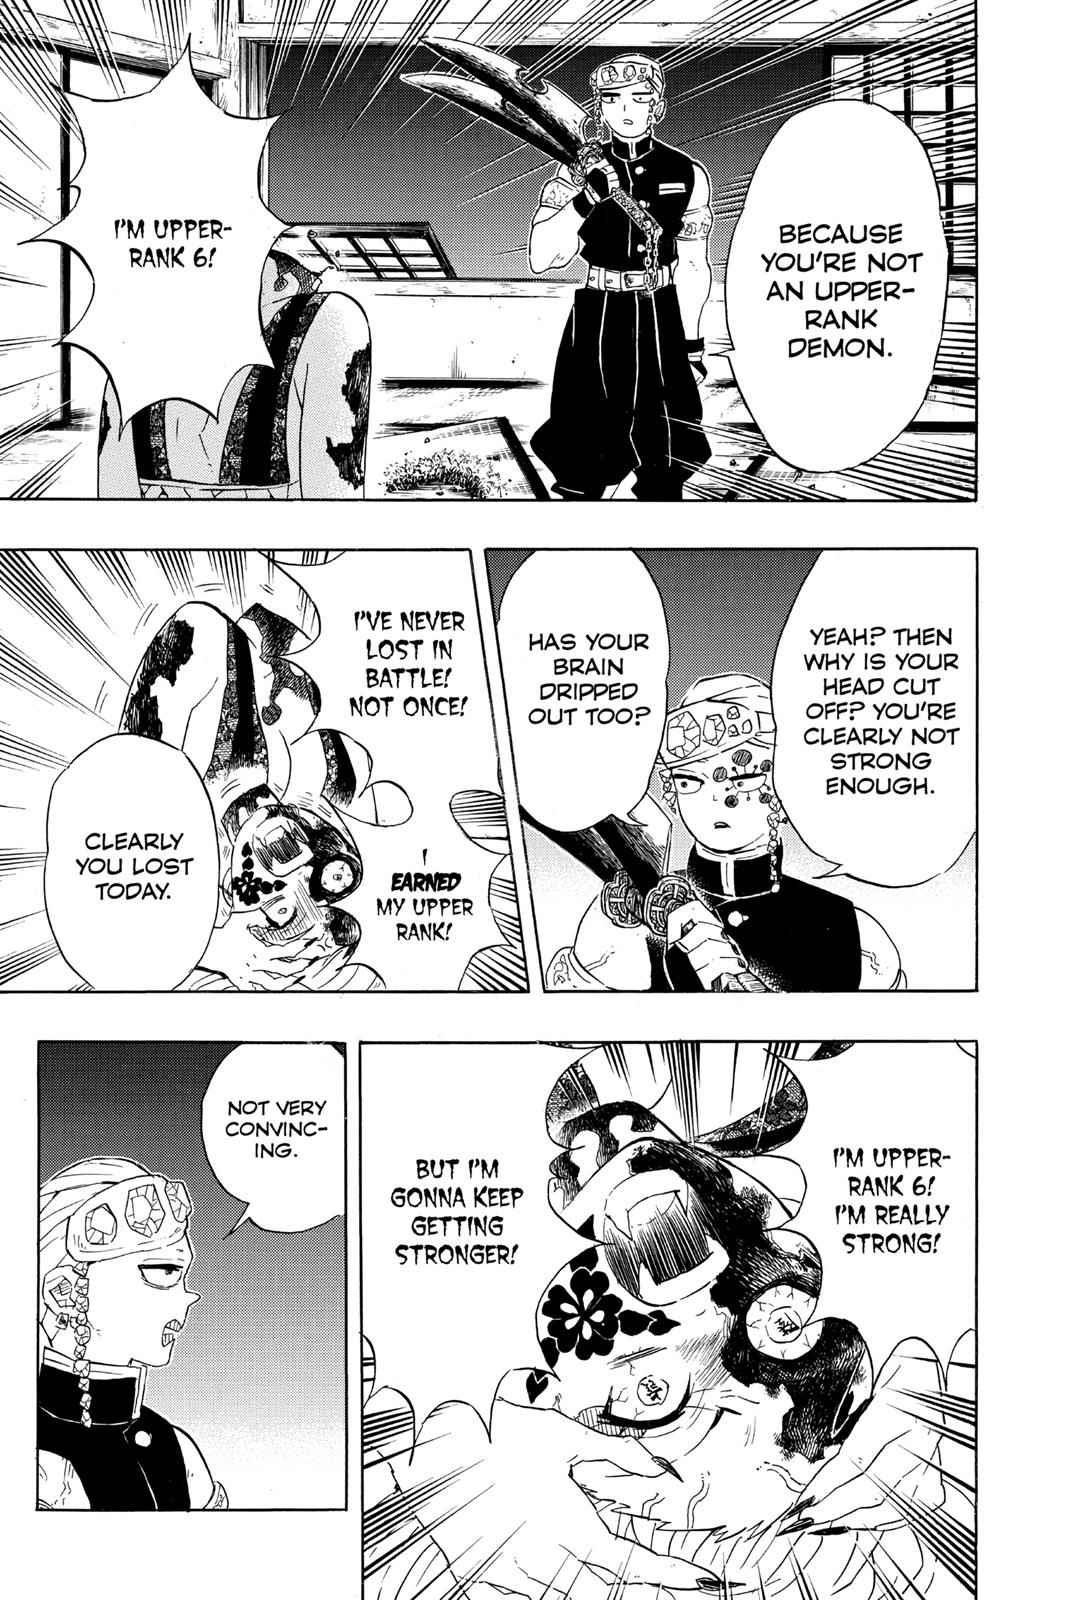 BECAUSE
YOU'RE NOT
AN UPPER-
RANK
DEMON.
I'M UPPER-
RANK 6!
YEAH? THEN
WHY IS YOUR
HEAD CUT
OFF? YOU'RE
CLEARLY NOT
STRONG
ENOUGH.
HAS YOUR
BRAIN
DRIPPED
OUT TOO?
I'VE NEVER
LOST IN
BATTLE!
NOT ONCE!
I
EARNED
MY UPPER
RANK!
CLEARLY
YOU LOST
TODAY.
I'M UPPER-
RANK 6!
I'M REALLY
STRONG!
BUT I'M
GONNA KEEP
GETTING
STRONGER!
NOT VERY
CONVINC-
ING.